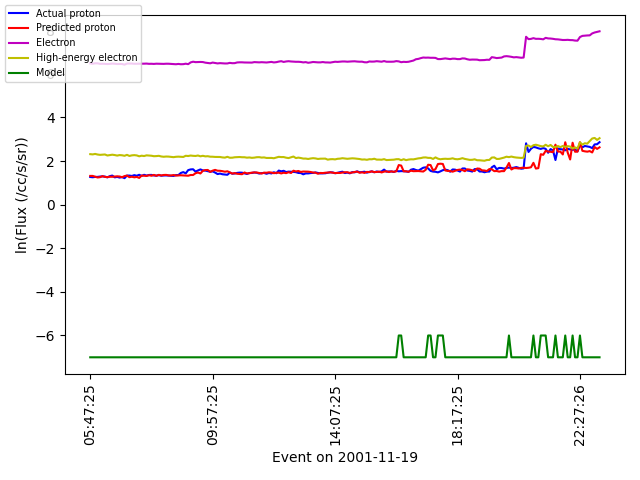 Actual proton
Predicted proton
Electron
High-energy electron
Model
4
2
0
−2
−4
−6
ln(Flux (/cc/s/sr))
05:47:25
09:57:25
14:07:25
18:17:25
22:27:26
Event on 2001-11-19